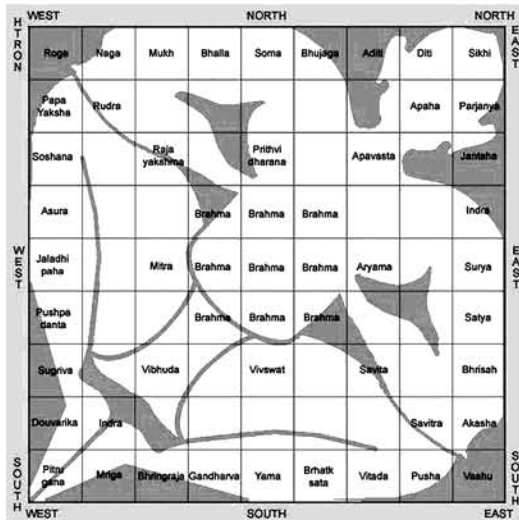 WEST NORTH NORTH
HTRON
EAST
Roga Naga Mukh Bhalla Soma Bhujaga Aditi Diti Sikhi
Papa Yaksha Rudra Apaha Parjanya
Soshana Raja yakshma Prithvi dharana Apavasta Jantaha
Asura Brahma Brahma Brahma Indra
WEST
EAST
Jaladhi paha Mitra Brahma Brahma Brahma Aryama Surya
Pushpa danta Brahma Brahma Brahma Satya
Sugriva Vibhuda Vivswat Savita Bhrisah
Douvarika Indra Savitra Akasha
SOUTH
SOUTH
Pitru gana Mriga Bhringraja Gandharva Yama Brhatk sata Vitada Pusha Vaahu
WEST SOUTH EAST